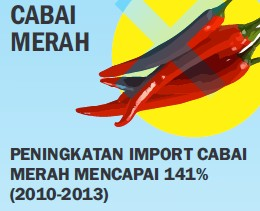 CABAI
MERAH
PENINGKATAN IMPORT CABAI
MERAH MENCAPAI 141%
(2010-2013)